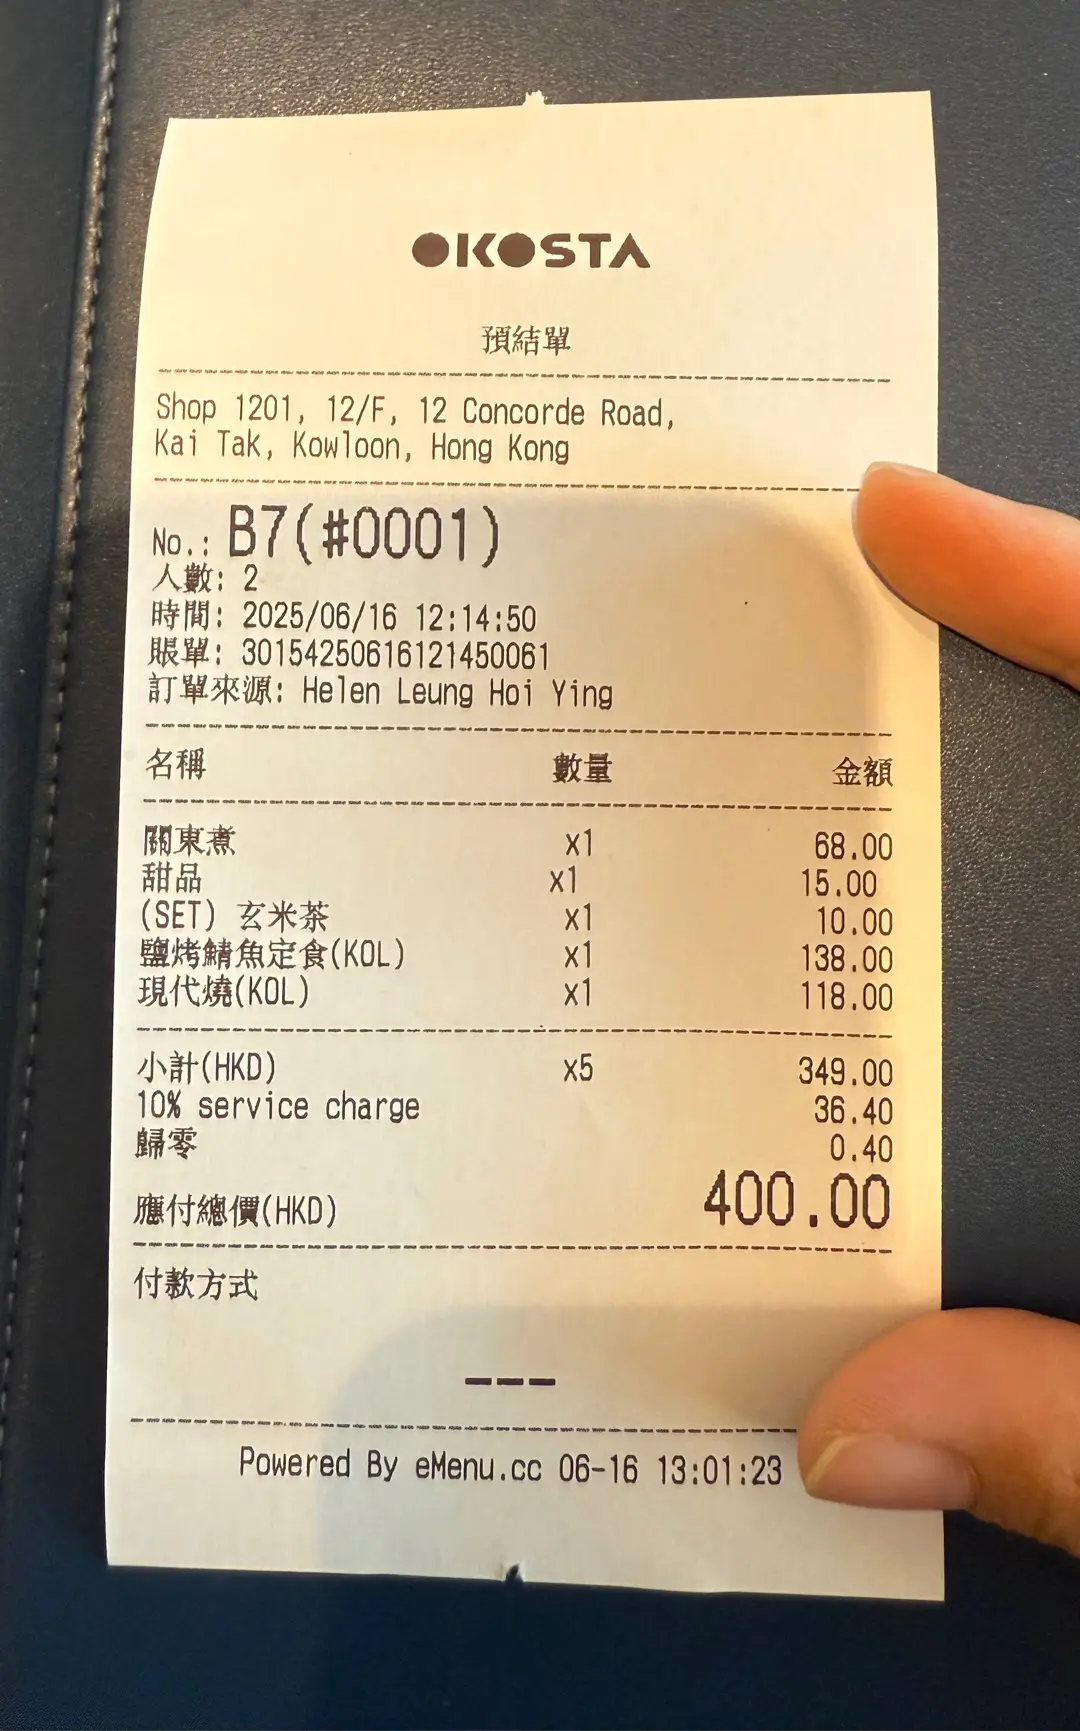 OKOSTA
預結單
Shop 1201, 12/F, 12 Concorde Road,
Kai Tak, Kowloon, Hong Kong
No.: B7(#0001)
人數: 2
時間: 2025/06/16 12:14:50
賬單: 30154250616121450061
訂單來源: Helen Leung Hoi Ying
名稱 數量 金額
關東煮 x1 68.00
甜品 x1 15.00
(SET) 玄米茶 x1 10.00
鹽烤鯖魚定食(KOL) x1 138.00
現代燒(KOL) x1 118.00
小計(HKD) x5 349.00
10% service charge 36.40
歸零 0.40
應付總價(HKD) 400.00
付款方式
---
Powered By eMenu.cc 06-16 13:01:23